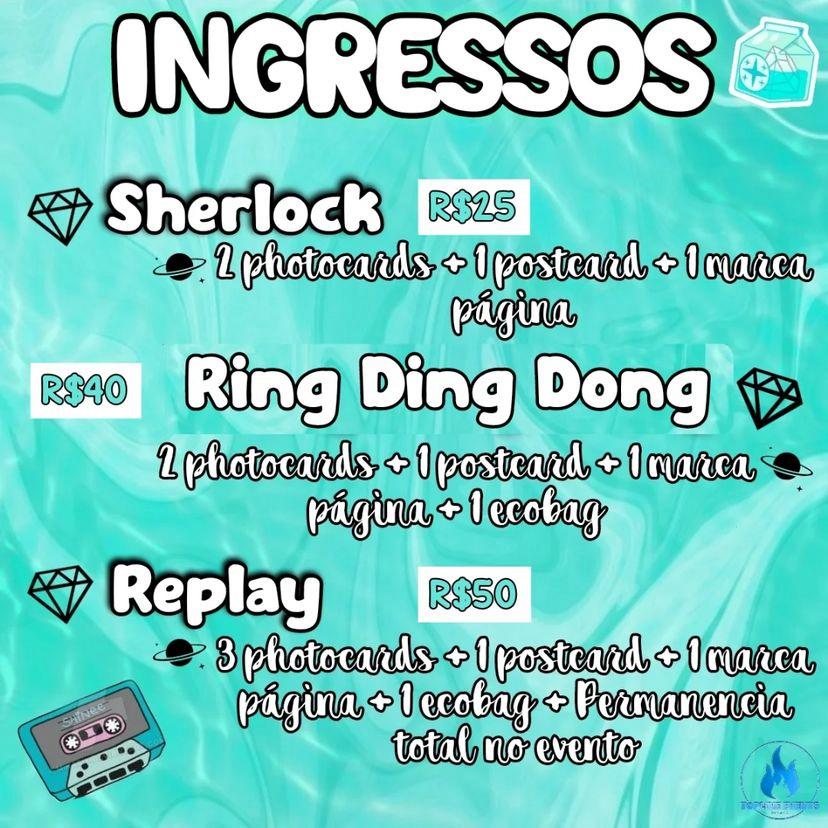 INGRESSOS
Sherlock R$25
2 photocards + 1 postcard + 1 marca
página
R$40 Ring Ding Dong
2 photocards + 1 postcard + 1 marca
página + 1 ecobag
Replay R$50
3 photocards + 1 postcard + 1 marca
página + 1 ecobag + Permanencia
total no evento
SHINee